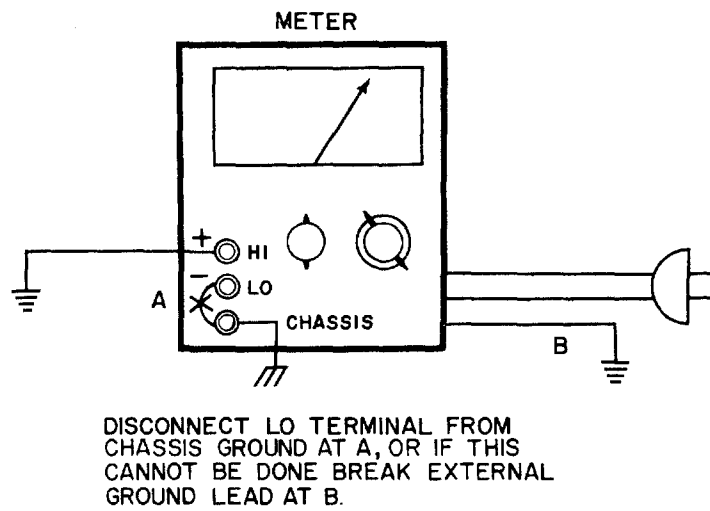 METER
+
HI
−
LO
A
CHASSIS
B
DISCONNECT LO TERMINAL FROM
CHASSIS GROUND AT A, OR IF THIS
CANNOT BE DONE BREAK EXTERNAL
GROUND LEAD AT B.